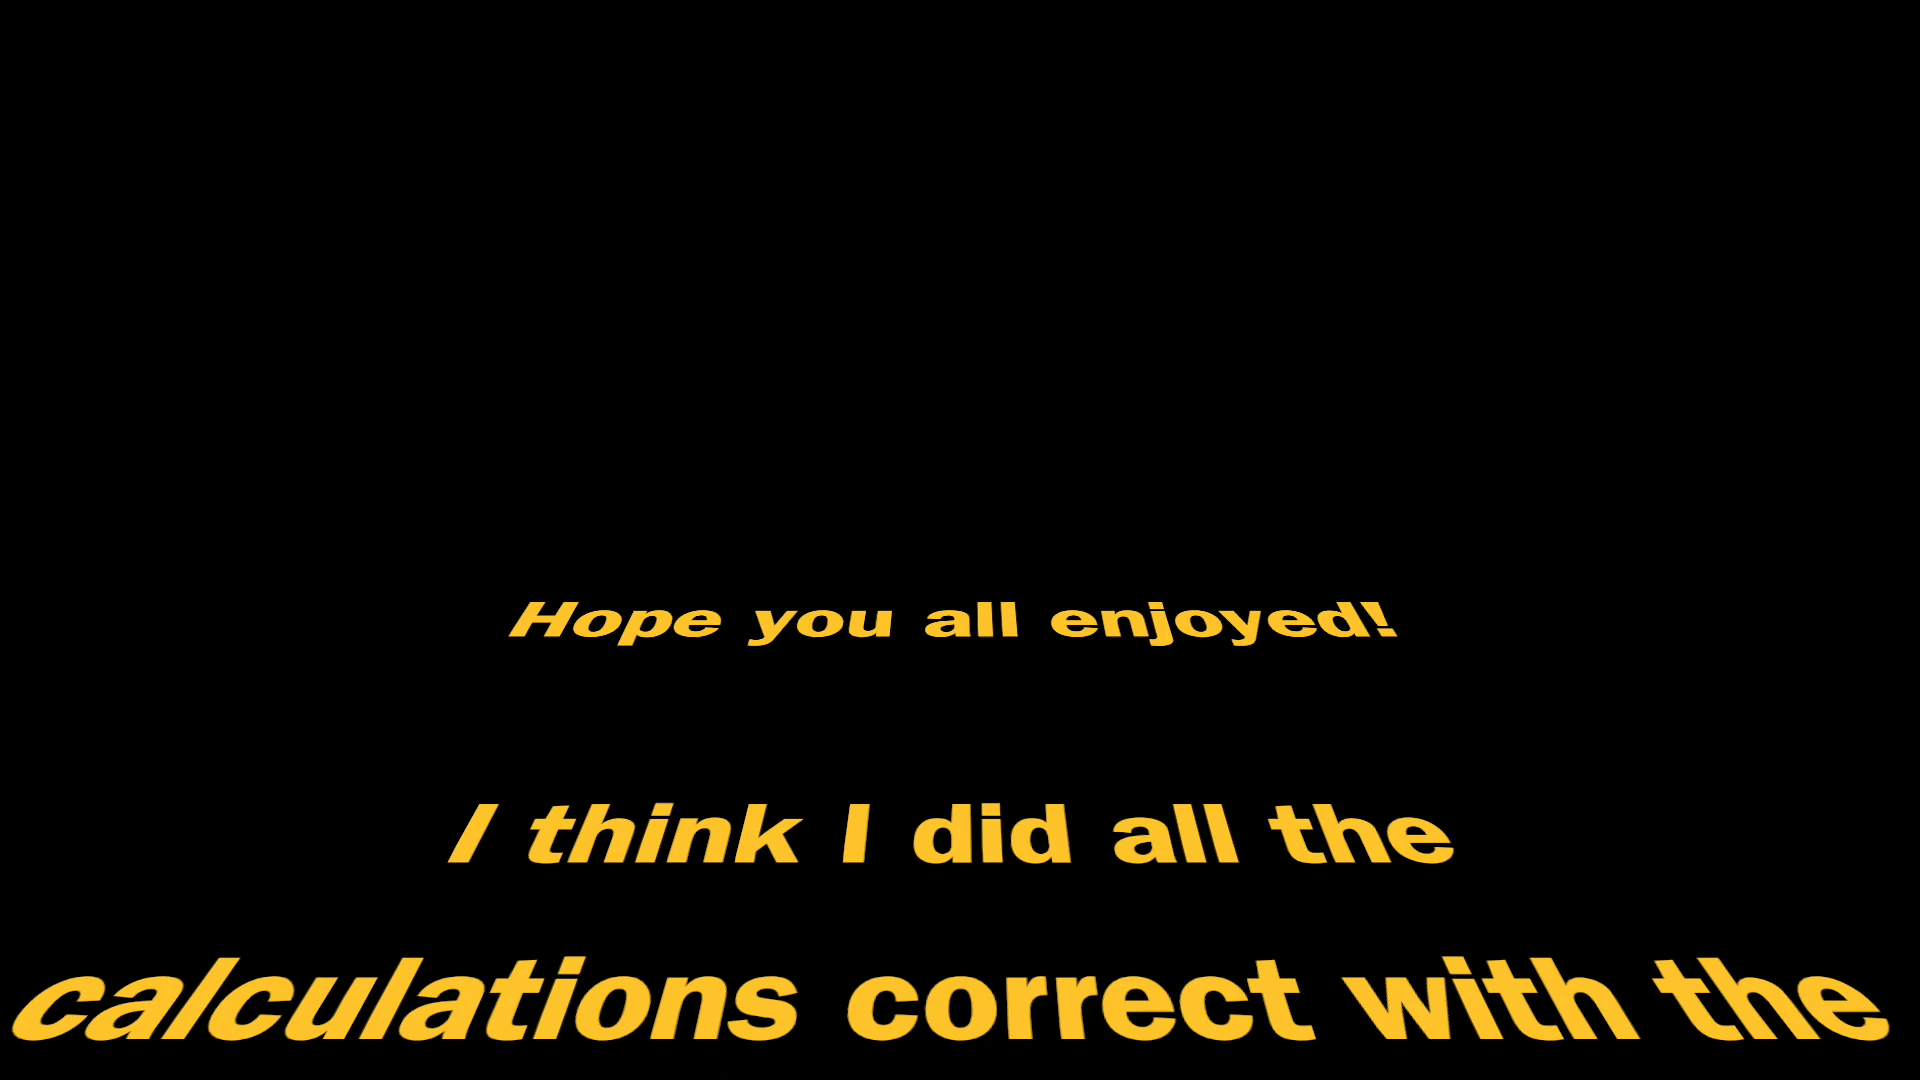 Hope you all enjoyed!
I think I did all the
calculations correct with the